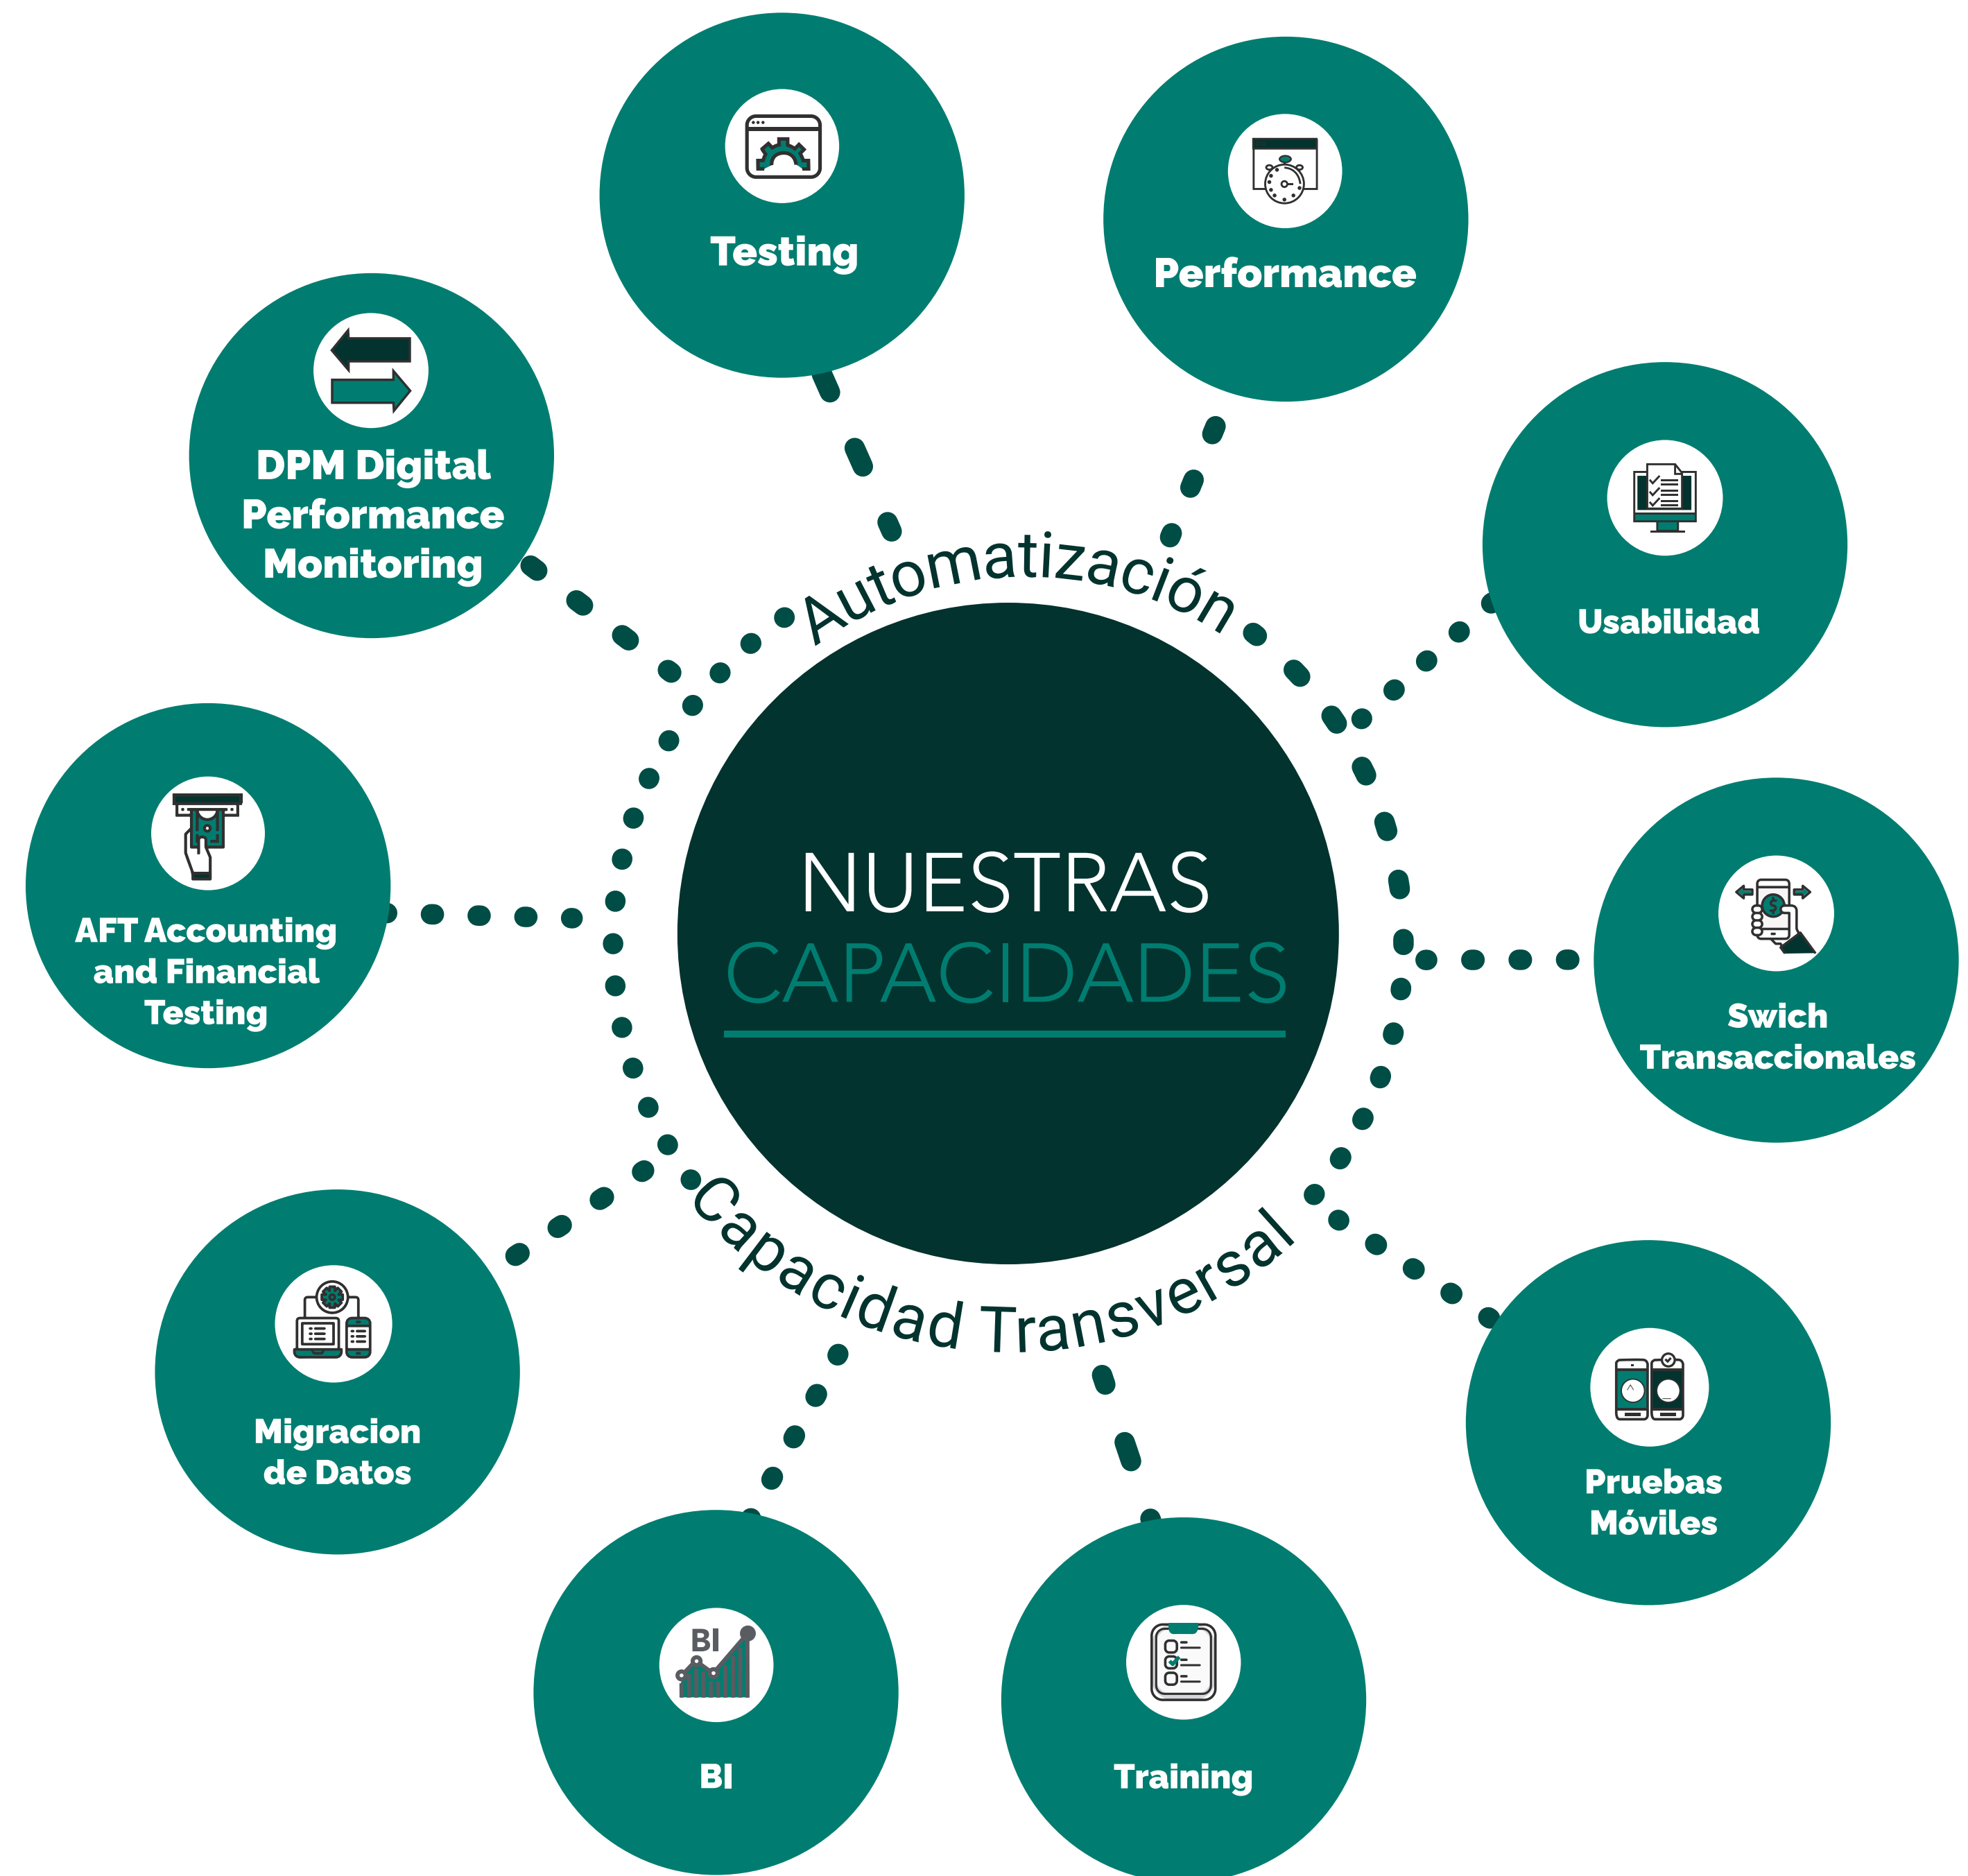 Testing
Performance
DPM Digital
Performance
Monitoring
Usabilidad
Automatización
NUESTRAS
CAPACIDADES
AFT Accounting
and Financial
Testing
Swich
Transaccionales
Capacidad Transversal
Migracion
de Datos
Pruebas
Móviles
BI
BI
Training